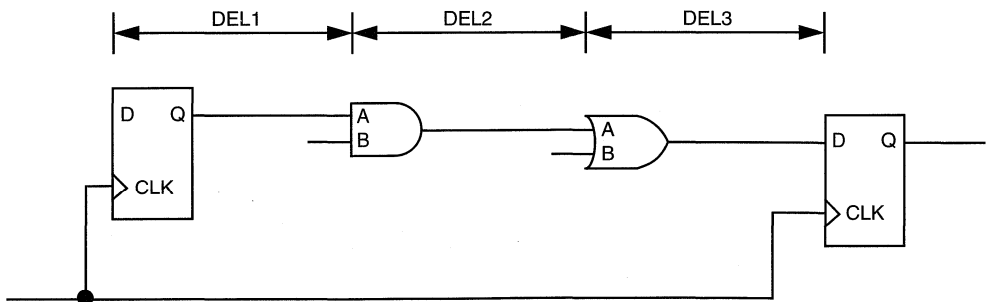 DEL1 DEL2 DEL3
D Q A
B
A
B
D Q
CLK
CLK